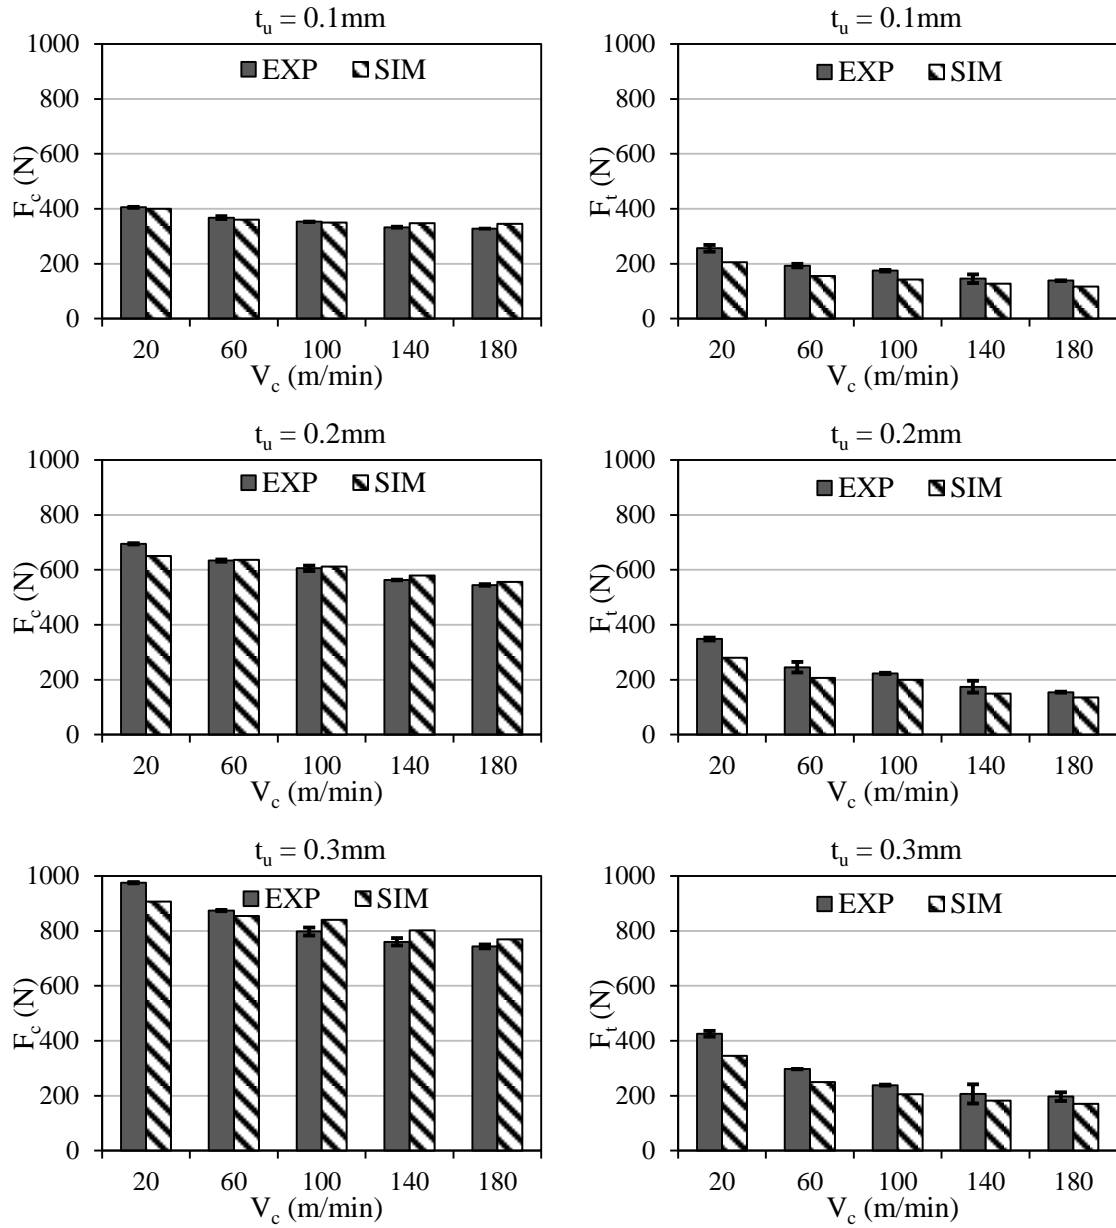 t_u = 0.1mm
1000
800
600
400
200
0
F_c (N)
EXP SIM
20 60 100 140 180
V_c (m/min)
t_u = 0.1mm
1000
800
600
400
200
0
F_t (N)
EXP SIM
20 60 100 140 180
V_c (m/min)
t_u = 0.2mm
1000
800
600
400
200
0
F_c (N)
EXP SIM
20 60 100 140 180
V_c (m/min)
t_u = 0.2mm
1000
800
600
400
200
0
F_t (N)
EXP SIM
20 60 100 140 180
V_c (m/min)
t_u = 0.3mm
1000
800
600
400
200
0
F_c (N)
EXP SIM
20 60 100 140 180
V_c (m/min)
t_u = 0.3mm
1000
800
600
400
200
0
F_t (N)
EXP SIM
20 60 100 140 180
V_c (m/min)